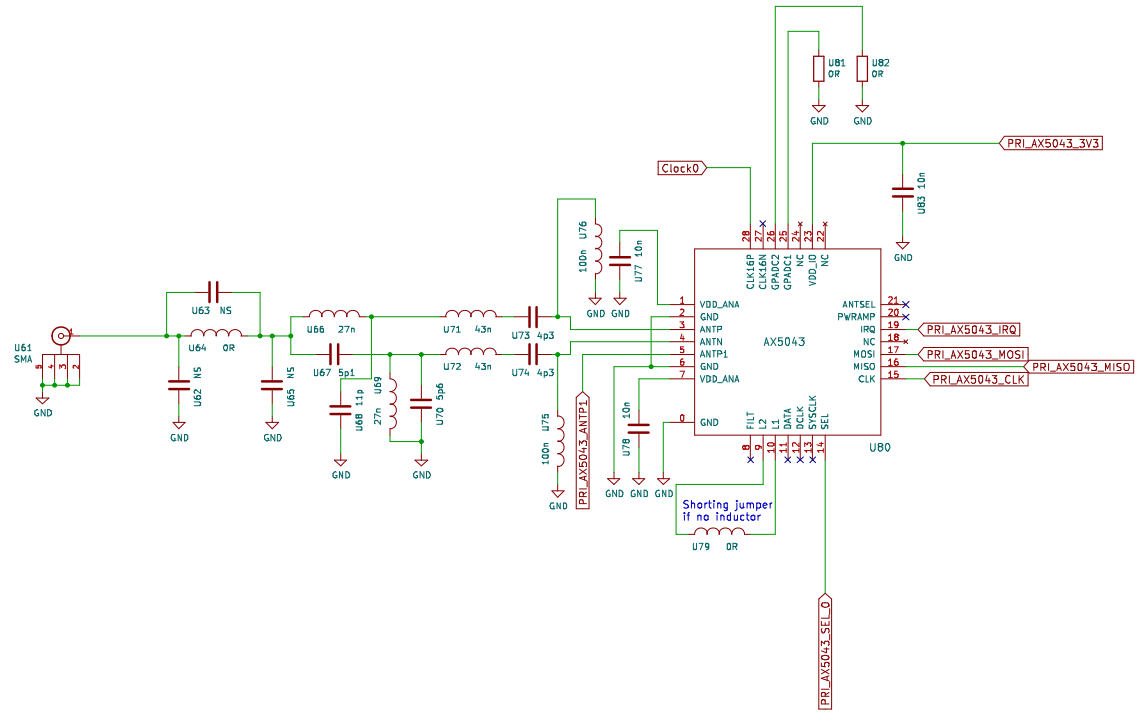 U81
0R
U82
0R
GND
GND
PRI_AX5043_3V3
Clock0
U83 10n
GND
28
27
26
25
24
23
22
CLK16P
CLK16N
GPADC2
GPADC1
NC
VDD_IO
NC
U76
100n
U77 10n
GND
GND
1 VDD_ANA
2 GND
3 ANTP
4 ANTN
5 ANTP1
6 GND
7 VDD_ANA
0 GND
AX5043
ANTSEL 21
PWRAMP 20
IRQ 19
NC 18
MOSI 17
MISO 16
CLK 15
PRI_AX5043_IRQ
PRI_AX5043_MOSI
PRI_AX5043_MISO
PRI_AX5043_CLK
U63 NS
U64 0R
U61
SMA
1
5
4
3
2
GND
U62 NS
GND
U65 NS
GND
U66 27n
U67 5p1
U68 11p
GND
U69
27n
U70 5p6
GND
U71 43n
U72 43n
U73 4p3
U74 4p3
U75
100n
GND
PRI_AX5043_ANTP1
U78 10n
GND
GND
GND
FILT
L2
L1
DATA
DCLK
SYSCLK
SEL
8
9
10
11
12
13
14
U80
Shorting jumper
if no inductor
U79 0R
PRI_AX5043_SEL_0